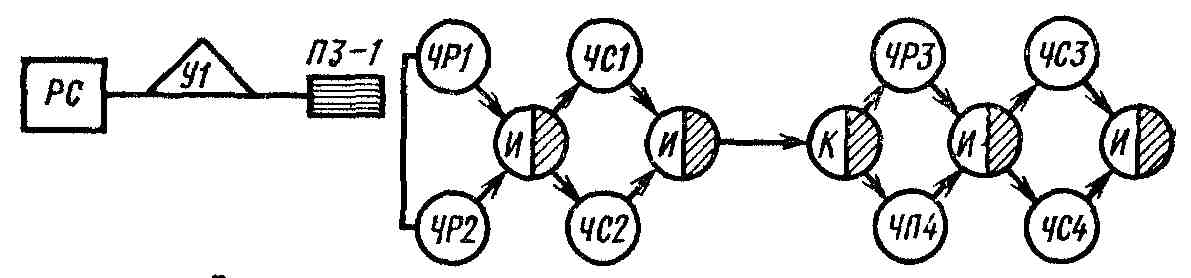 РС
У1
ПЗ-1
ЧР1
ЧР2
И
ЧС1
ЧС2
И
К
ЧР3
ЧП4
И
ЧС3
ЧС4
И